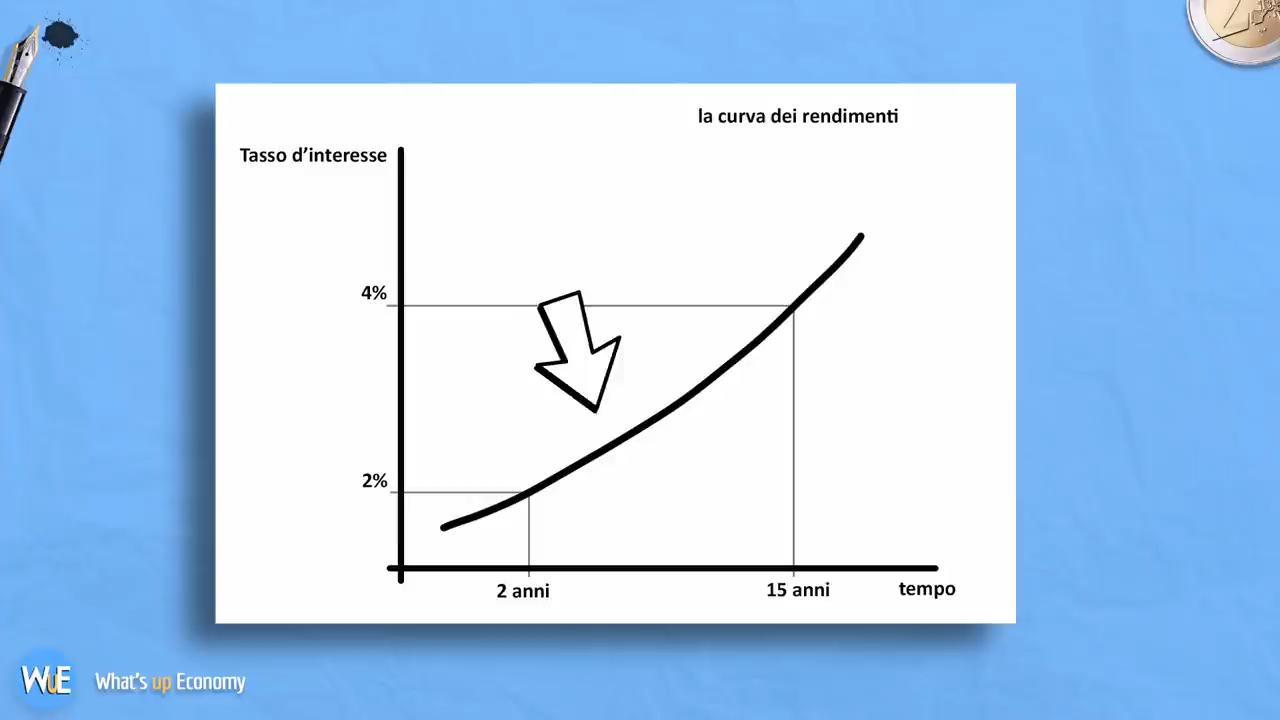 la curva dei rendimenti
Tasso d’interesse
4%
2%
2 anni
15 anni
tempo
WuE
What's up Economy